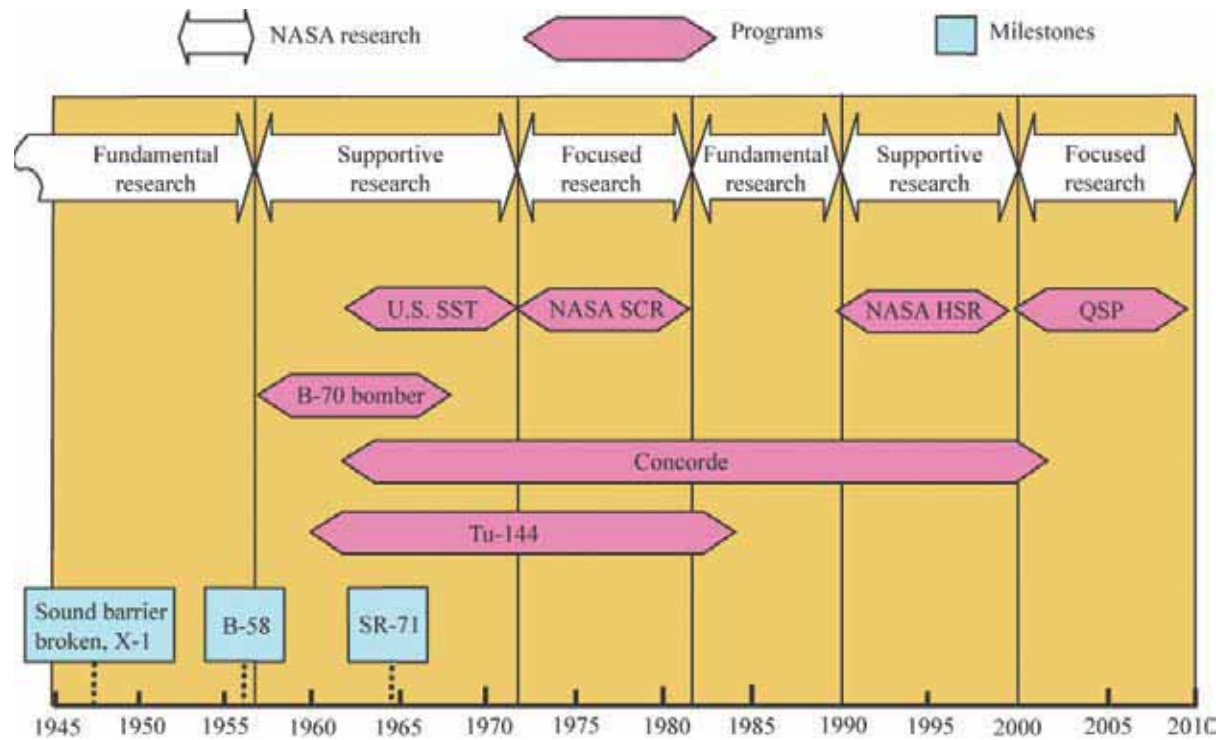 NASA research
Programs
Milestones
Fundamental
research
Supportive
research
Focused
research
Fundamental
research
Supportive
research
Focused
research
U.S. SST
NASA SCR
NASA HSR
QSP
B-70 bomber
Concorde
Tu-144
Sound barrier
broken, X-1
B-58
SR-71
1945 1950 1955 1960 1965 1970 1975 1980 1985 1990 1995 2000 2005 2010